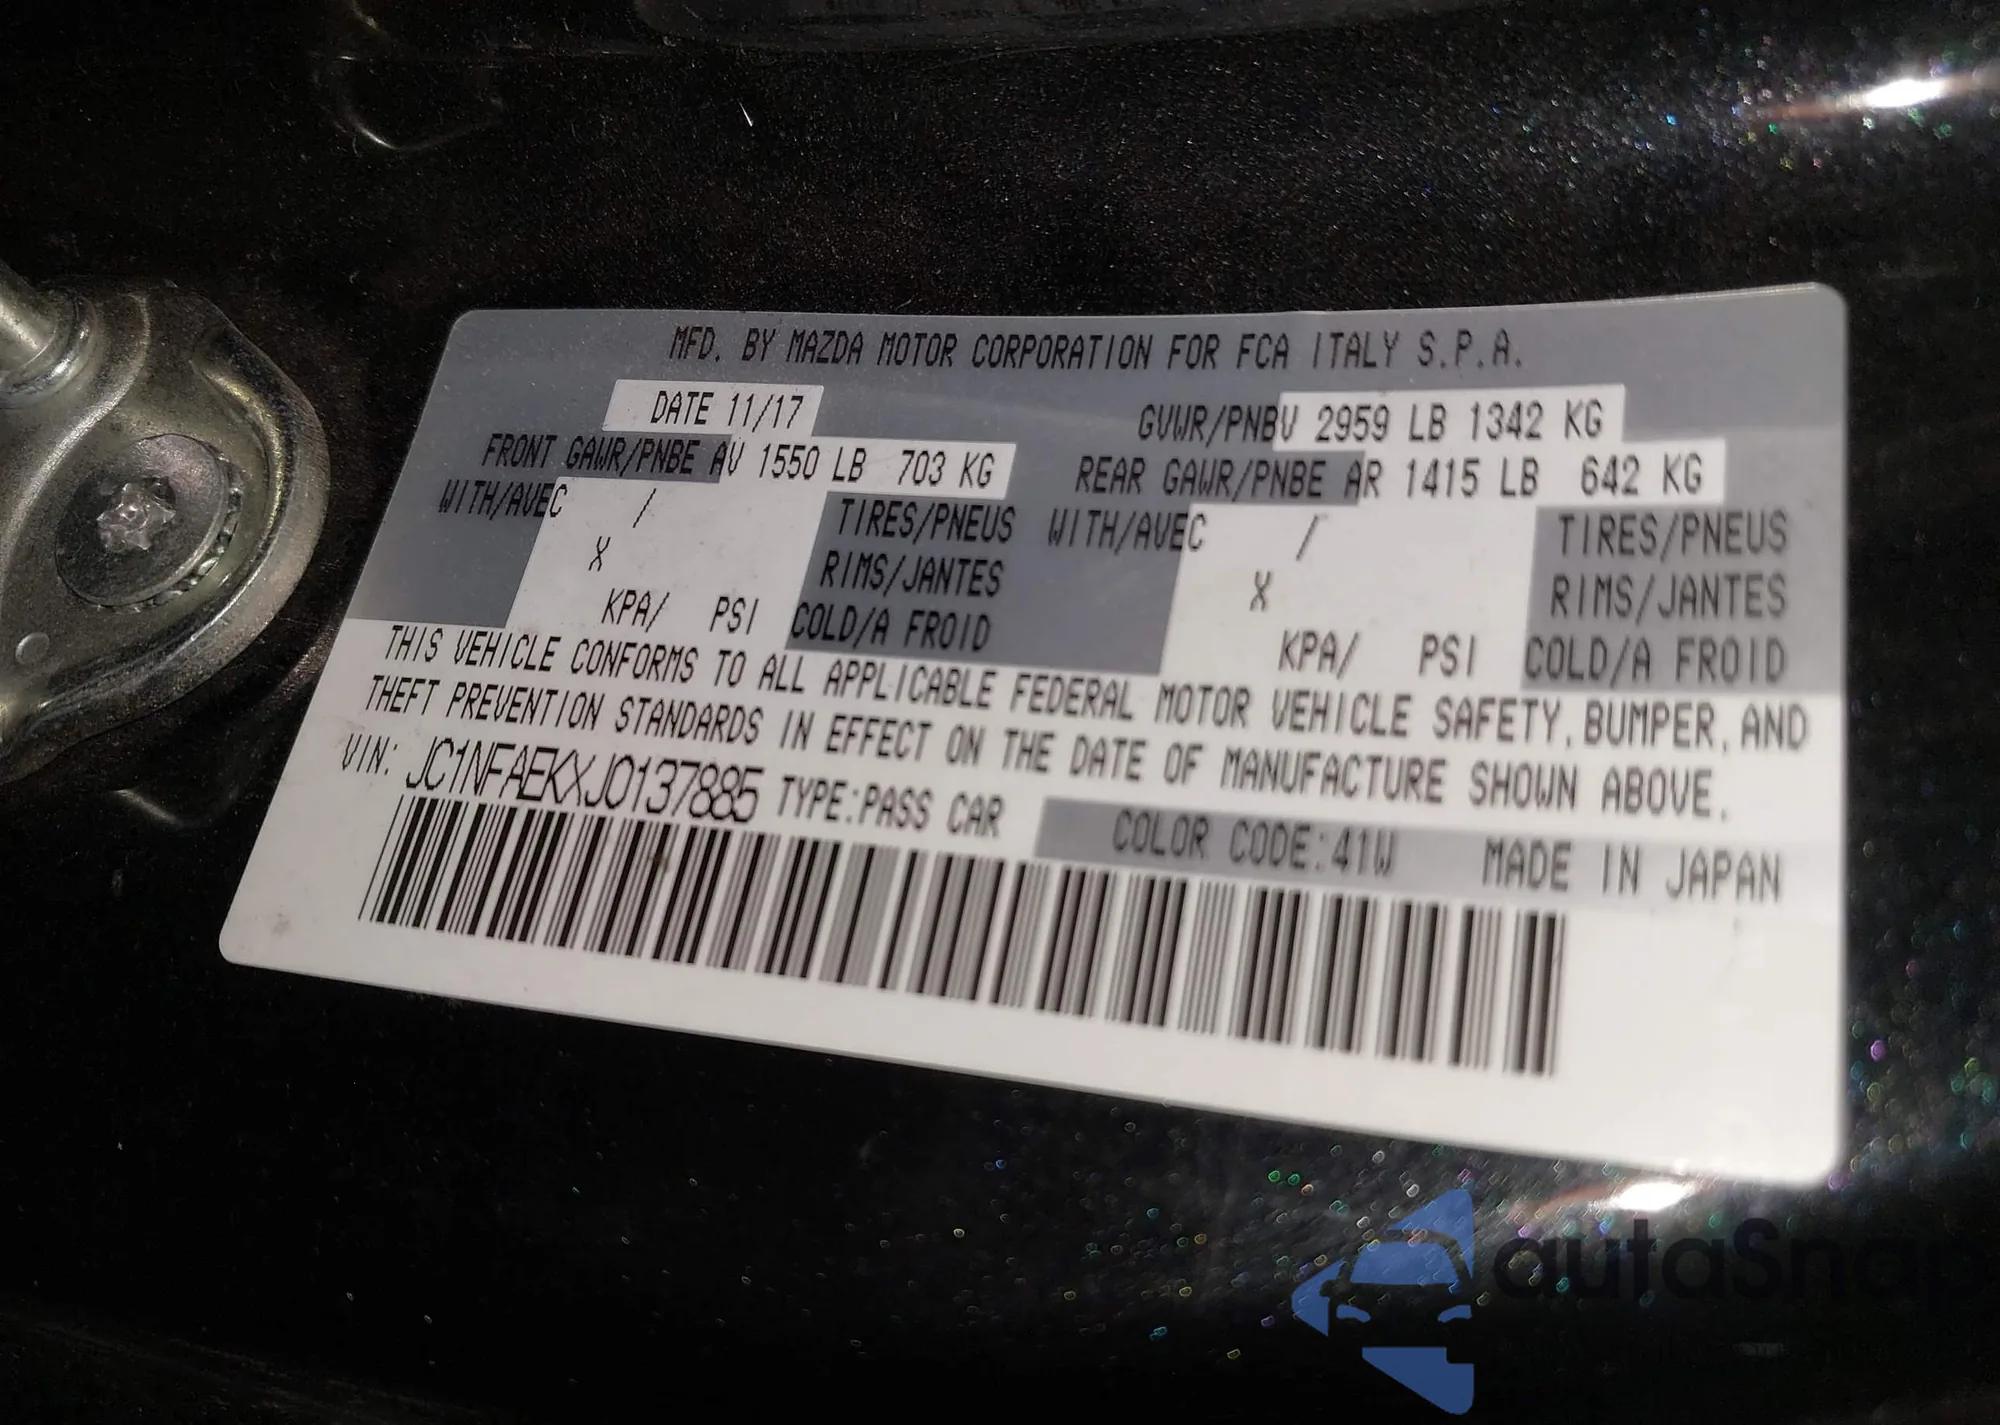 MFD. BY MAZDA MOTOR CORPORATION FOR FCA ITALY S.P.A.
DATE 11/17 GVWR/PNBV 2959 LB 1342 KG
FRONT GAWR/PNBE AV 1550 LB 703 KG REAR GAWR/PNBE AR 1415 LB 642 KG
WITH/AVEC / TIRES/PNEUS WITH/AVEC / TIRES/PNEUS
X RIMS/JANTES X RIMS/JANTES
KPA/ PSI COLD/A FROID KPA/ PSI COLD/A FROID
THIS VEHICLE CONFORMS TO ALL APPLICABLE FEDERAL MOTOR VEHICLE SAFETY, BUMPER, AND
THEFT PREVENTION STANDARDS IN EFFECT ON THE DATE OF MANUFACTURE SHOWN ABOVE.
VIN: JC1NFAEKXJ0137885 TYPE:PASS CAR COLOR CODE:41W MADE IN JAPAN
autaSnap